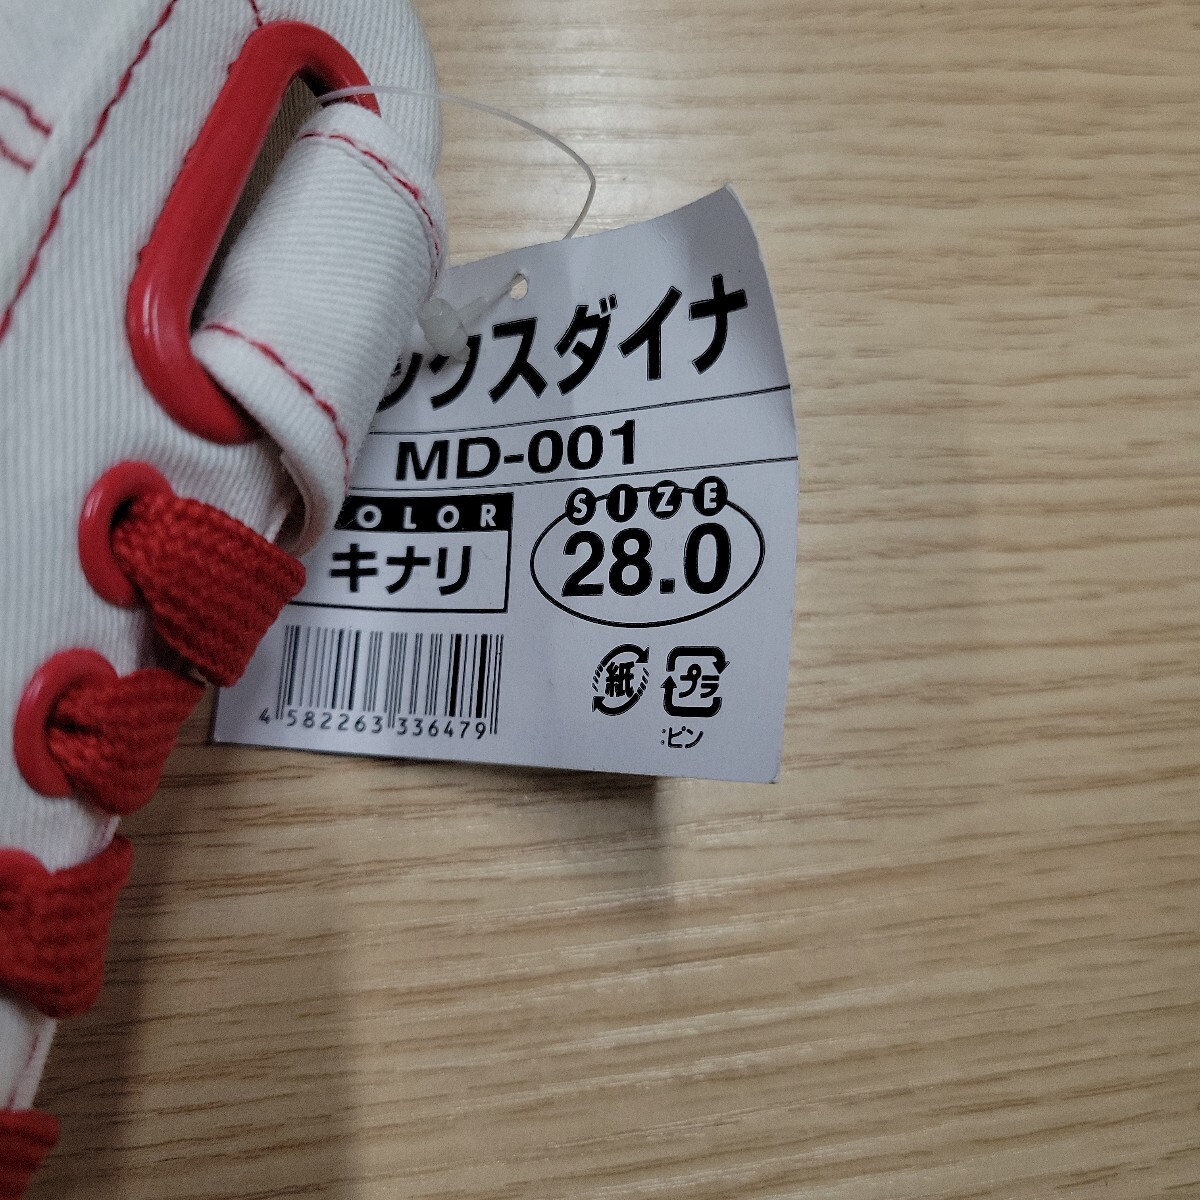 ックスダイナ
MD-001
COLOR
キナリ
SIZE
28.0
4 582263 336479
紙
プラ
:ピン